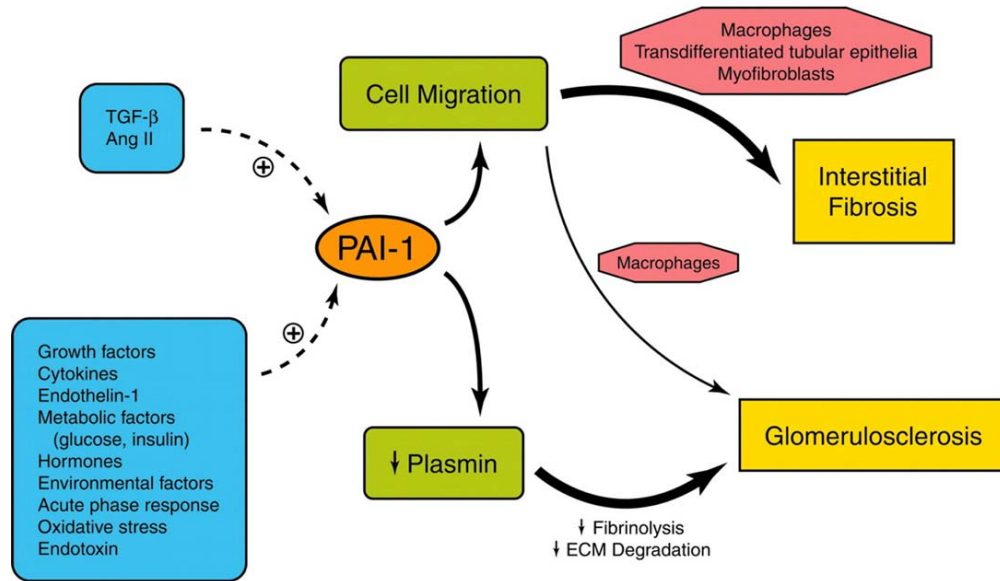 Macrophages
Transdifferentiated tubular epithelia
Myofibroblasts
Cell Migration
TGF-β
Ang II
⊕
Interstitial
Fibrosis
PAI-1
Macrophages
⊕
Growth factors
Cytokines
Endothelin-1
Metabolic factors
(glucose, insulin)
Hormones
Environmental factors
Acute phase response
Oxidative stress
Endotoxin
↓ Plasmin
Glomerulosclerosis
↓ Fibrinolysis
↓ ECM Degradation